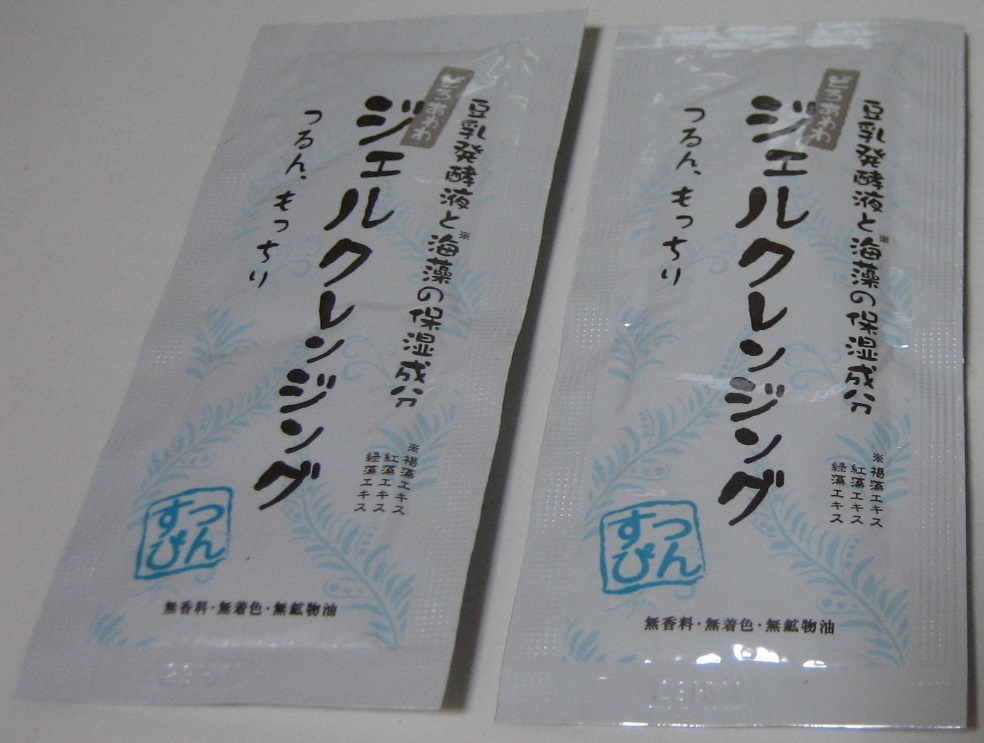 豆乳発酵液と※海藻の保湿成分
どろあわわ
ジェルクレンジング
つるん、もっちり
※褐藻エキス
紅藻エキス
緑藻エキス
すっぴん
無香料・無着色・無鉱物油
豆乳発酵液と※海藻の保湿成分
どろあわわ
ジェルクレンジング
つるん、もっちり
※褐藻エキス
紅藻エキス
緑藻エキス
すっぴん
無香料・無着色・無鉱物油